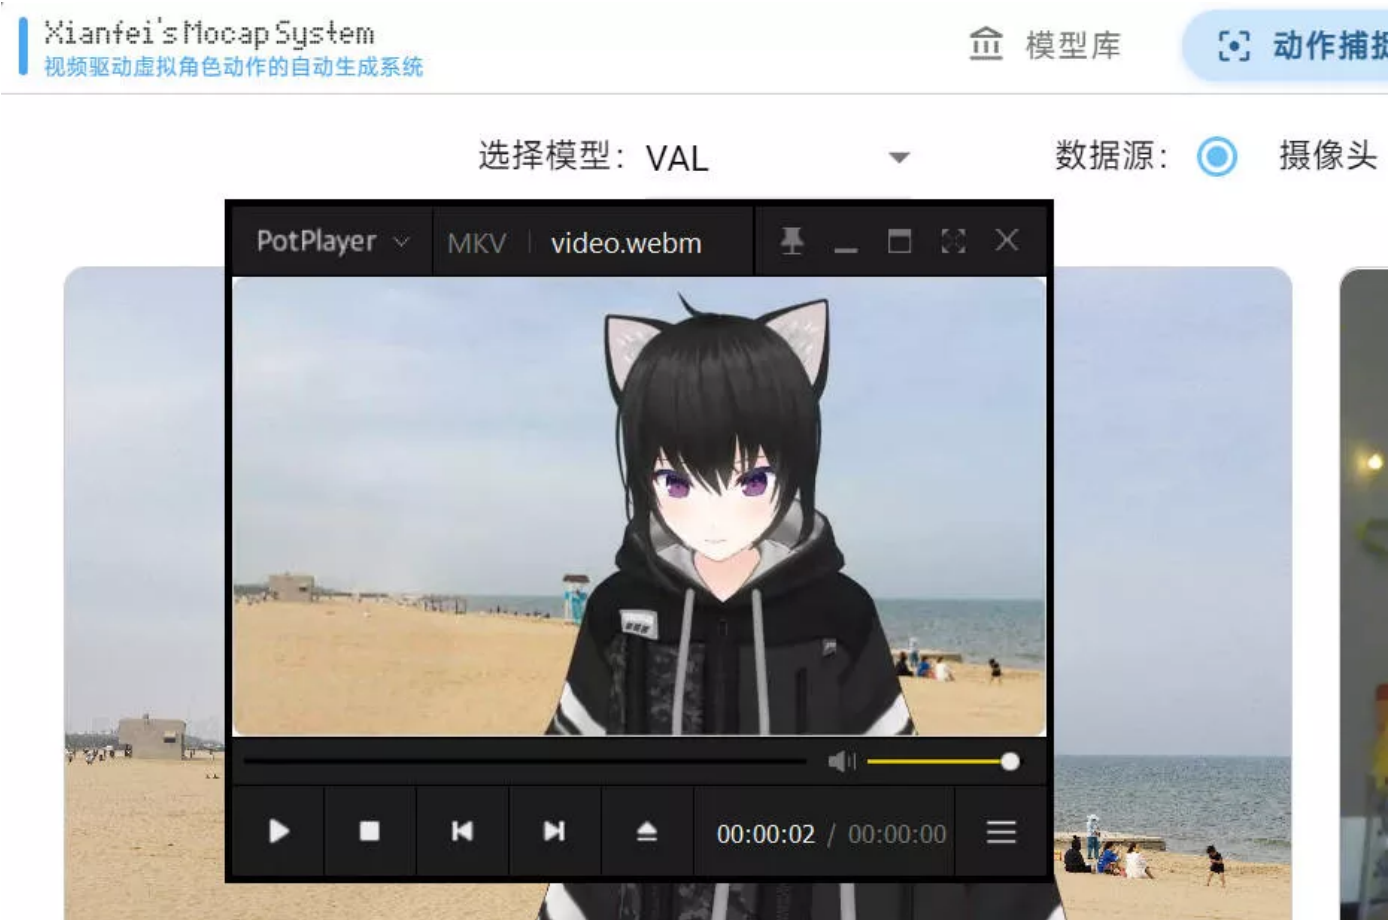 Xianfei's Mocap System
视频驱动虚拟角色动作的自动生成系统
模型库
动作捕捉
选择模型： VAL
数据源： 摄像头
PotPlayer MKV video.webm
00:00:02 / 00:00:00